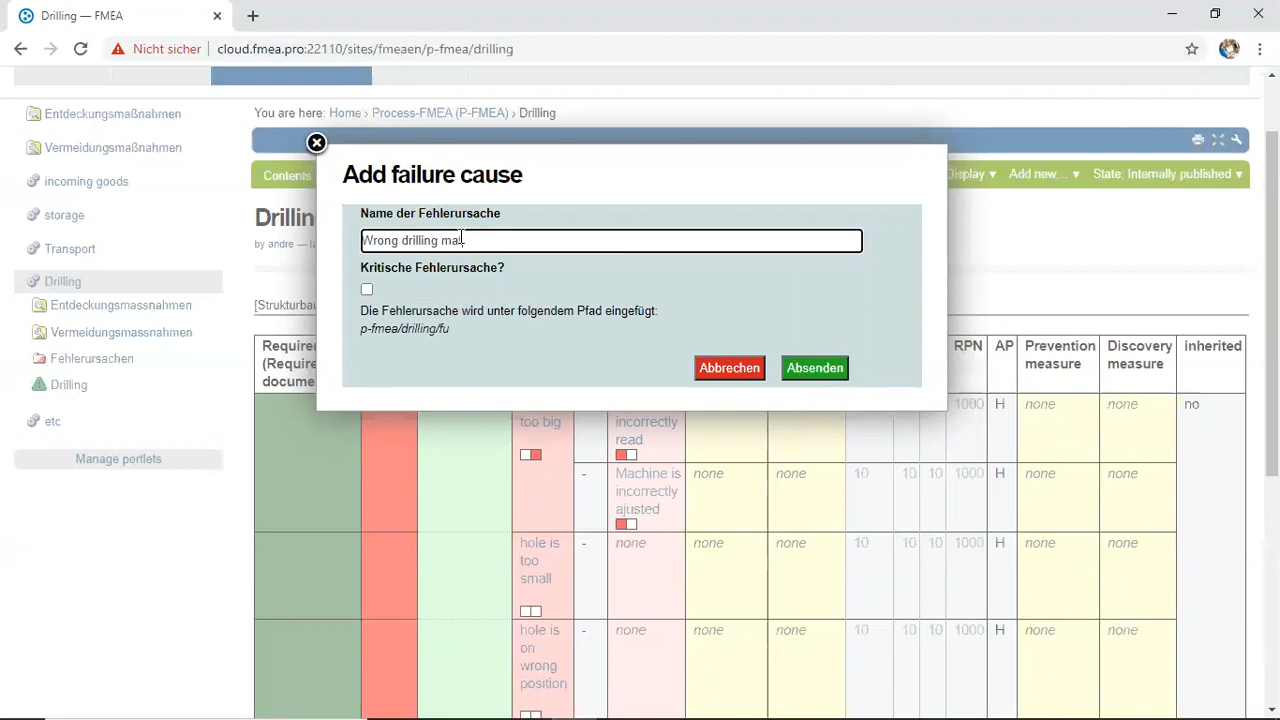 Drilling — FMEA
Nicht sicher
cloud.fmea.pro:22110/sites/fmeaen/p-fmea/drilling
Entdeckungsmaßnahmen
Vermeidungsmaßnahmen
incoming goods
storage
Transport
Drilling
Entdeckungsmassnahmen
Vermeidungsmassnahmen
Fehlerursachen
Drilling
etc
Manage portlets
You are here: Home › Process-FMEA (P-FMEA) › Drilling
Contents
Display ▼
Add new... ▼
State: Internally published ▼
by andre —
Add failure cause
Name der Fehlerursache
Wrong drilling mas
Kritische Fehlerursache?
Die Fehlerursache wird unter folgendem Pfad eingefügt:
p-fmea/drilling/fu
Abbrechen
Absenden
RPN
AP
Prevention
measure
Discovery
measure
inherited
too big
incorrectly
read
1000
H
none
none
no
-
Machine is
incorrectly
ajusted
none
none
10
10
10
1000
H
none
none
hole is
too
small
-
none
none
none
10
10
10
1000
H
none
none
hole is
on
wrong
position
-
none
none
none
10
10
10
1000
H
none
none